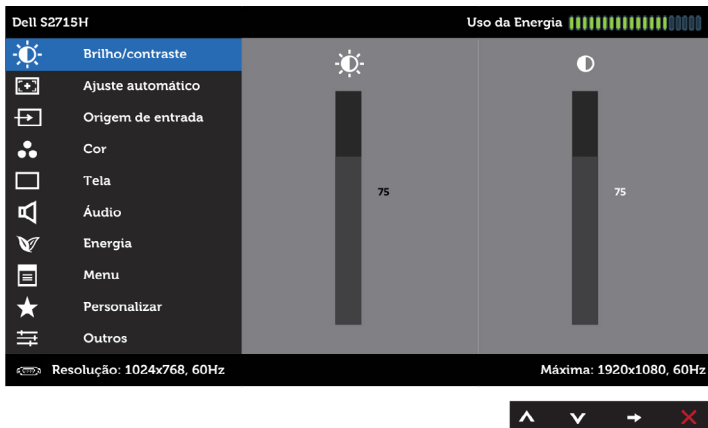 Dell S2715H
Uso da Energia
Brilho/contraste
Ajuste automático
Origem de entrada
Cor
Tela
Áudio
Energia
Menu
Personalizar
Outros
75
75
Resolução: 1024x768, 60Hz
Máxima: 1920x1080, 60Hz